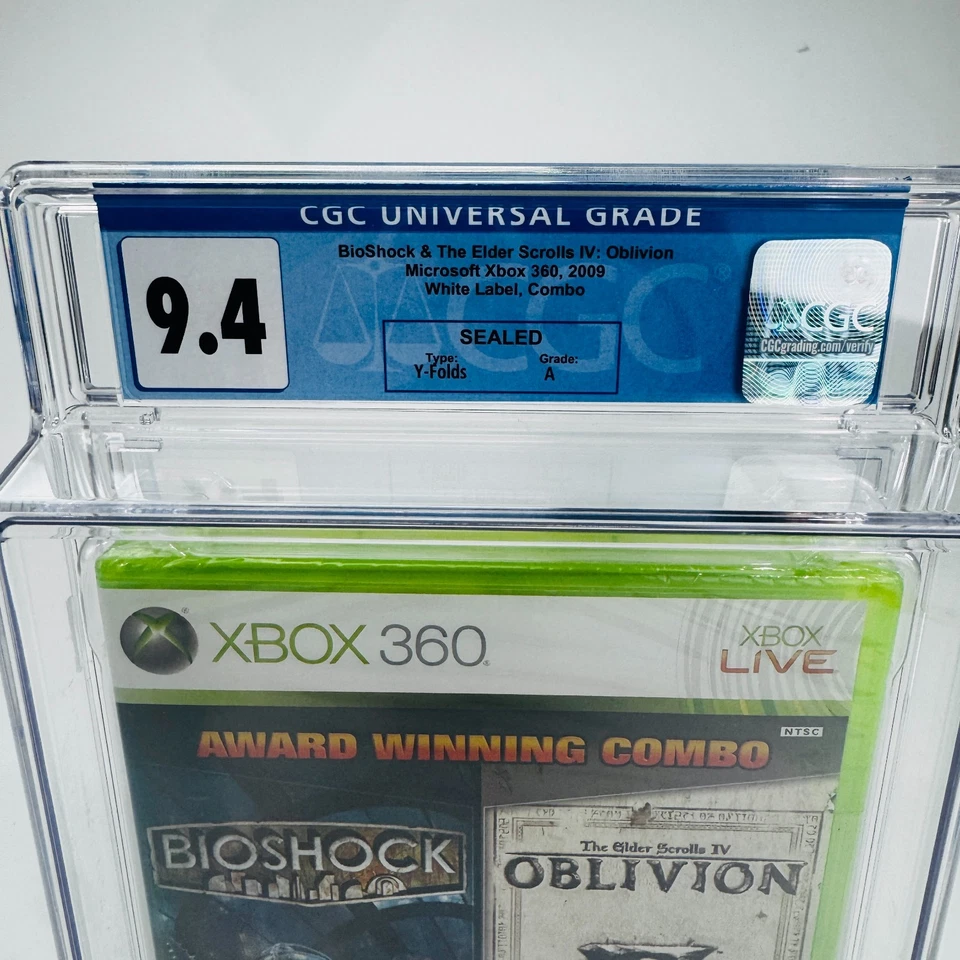 CGC UNIVERSAL GRADE
9.4
BioShock & The Elder Scrolls IV: Oblivion
Microsoft Xbox 360, 2009
White Label, Combo
SEALED
Type: Grade:
Y-Folds A
CGC®
CGC
CGCgrading.com/verify
XBOX 360®
XBOX
LIVE
NTSC
AWARD WINNING COMBO
BIOSHOCK
The Elder Scrolls IV
OBLIVION